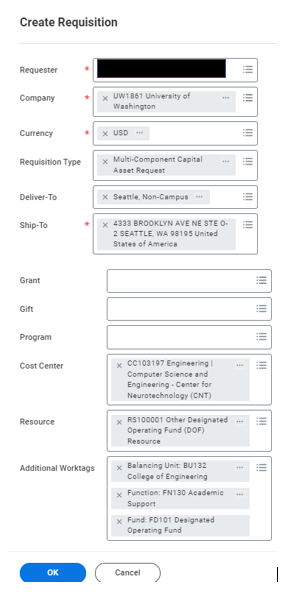 Create Requisition
Requester *
Company * × UW1861 University of
Washington
Currency * × USD
Requisition Type × Multi-Component Capital
Asset Request
Deliver-To × Seattle, Non-Campus
Ship-To * × 4333 BROOKLYN AVE NE STE O-
2 SEATTLE, WA 98195 United
States of America
Grant
Gift
Program
Cost Center × CC103197 Engineering |
Computer Science and
Engineering - Center for
Neurotechnology (CNT)
Resource × RS100001 Other Designated
Operating Fund (DOF)
Resource
Additional Worktags × Balancing Unit: BU132
College of Engineering
× Function: FN130 Academic
Support
× Fund: FD101 Designated
Operating Fund
OK Cancel